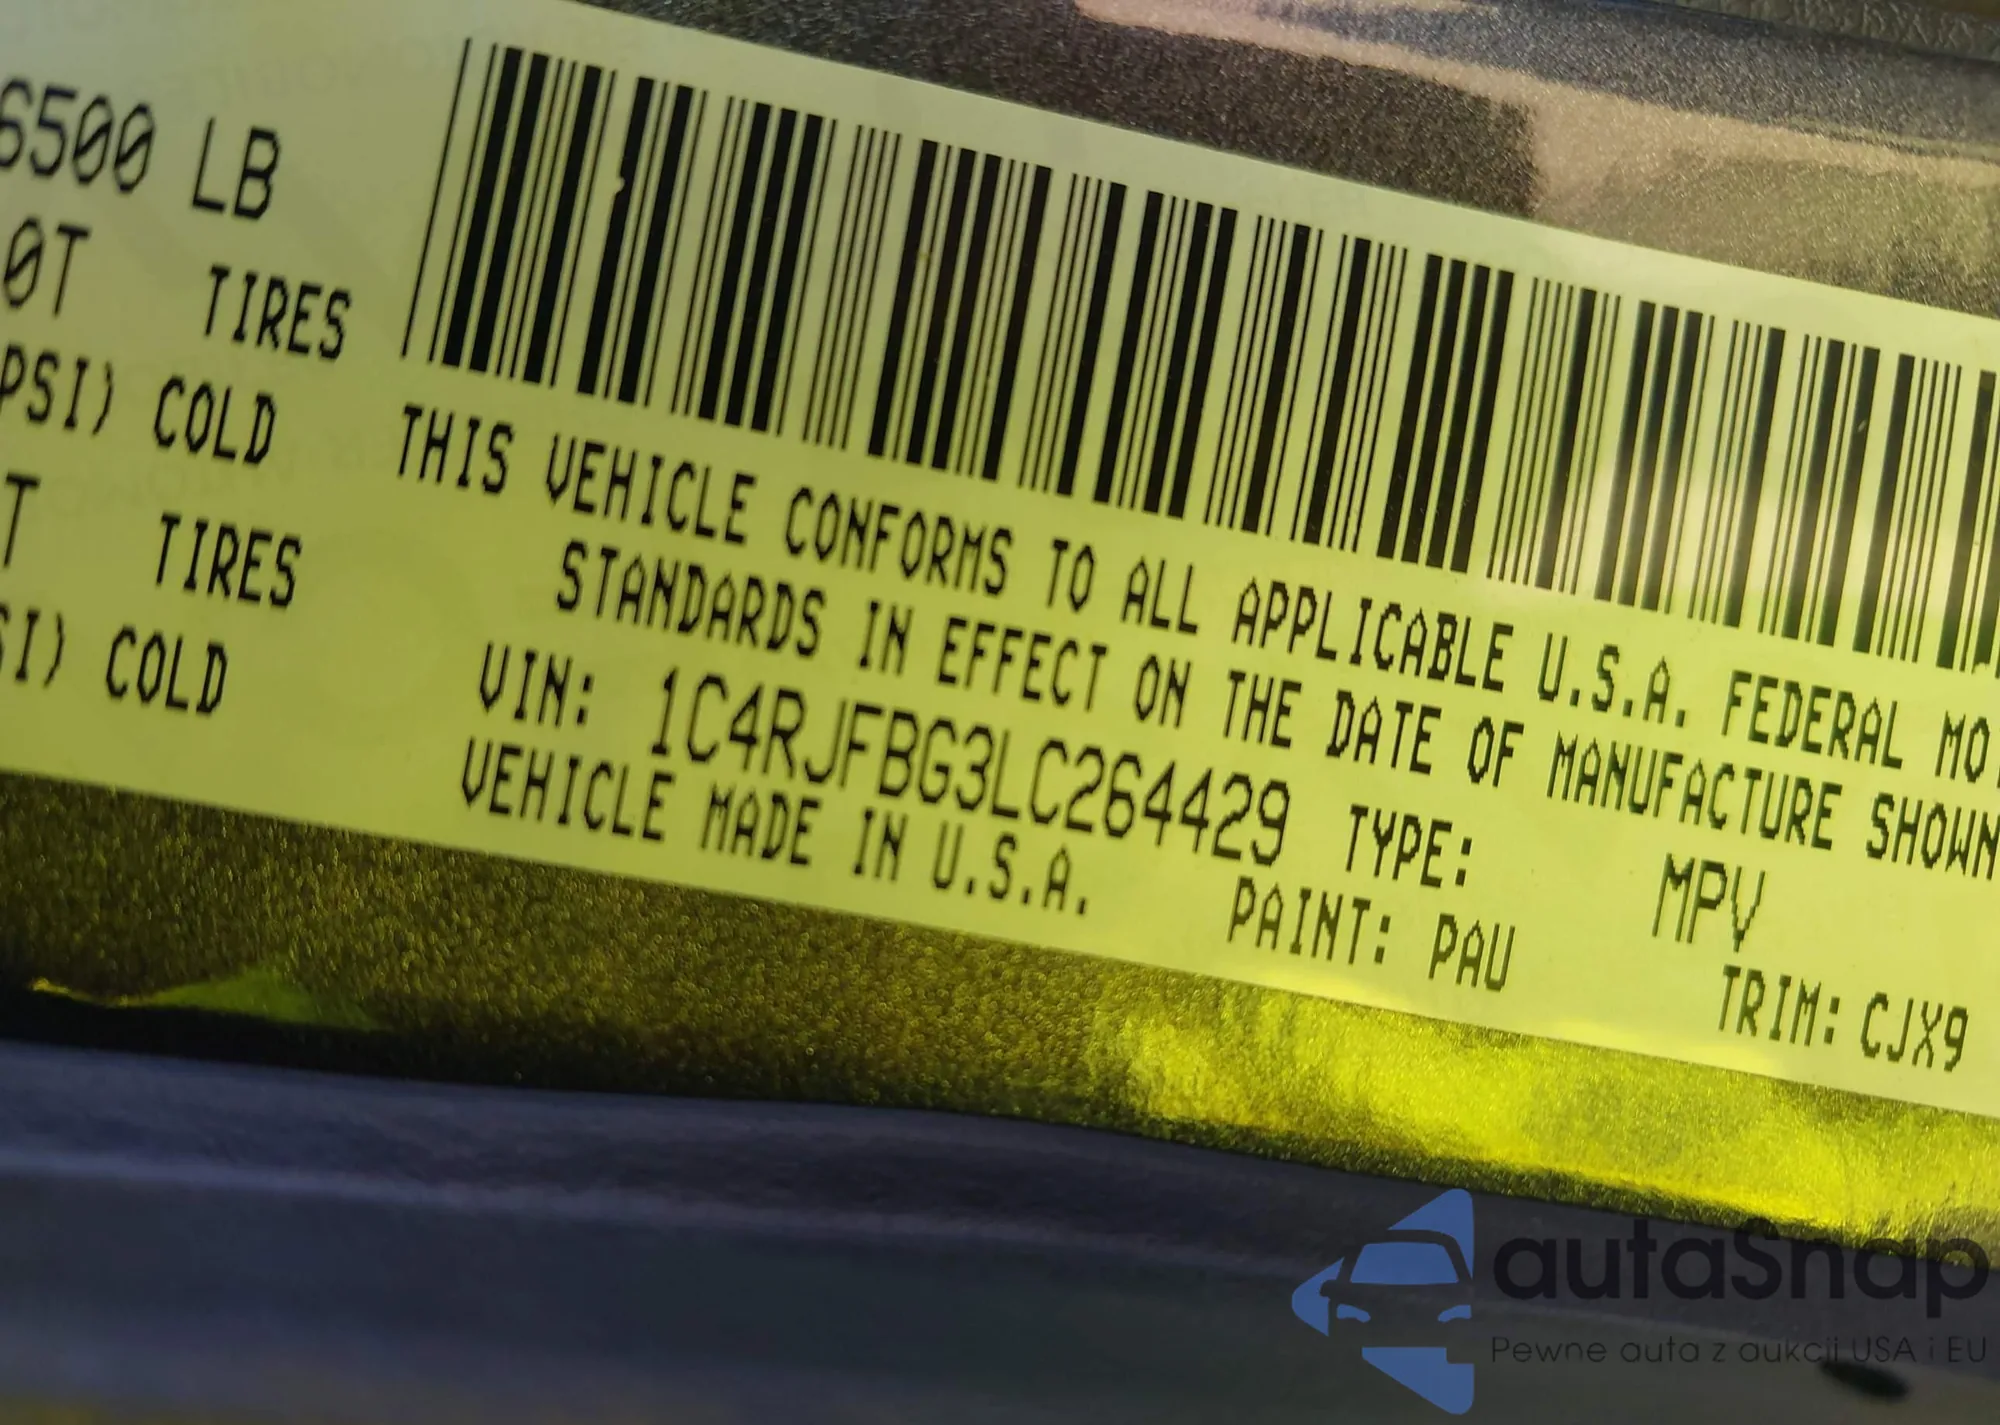 6500 LB
0T TIRES
PSI) COLD
T TIRES
SI) COLD
THIS VEHICLE CONFORMS TO ALL APPLICABLE U.S.A. FEDERAL MO
STANDARDS IN EFFECT ON THE DATE OF MANUFACTURE SHOWN
VIN: 1C4RJFBG3LC264429 TYPE: MPV
VEHICLE MADE IN U.S.A. PAINT: PAU TRIM: CJX9
autaSnap
Pewne auta z aukcji USA i EU